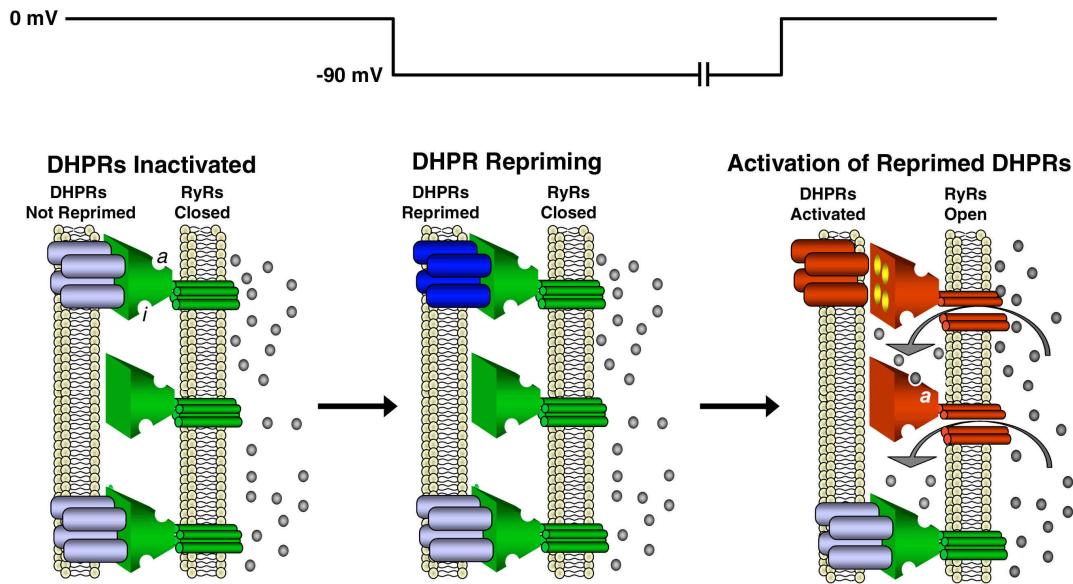 0 mV
-90 mV
DHPRs Inactivated
DHPRs
Not Reprimed
RyRs
Closed
a
i
DHPR Repriming
DHPRs
Reprimed
RyRs
Closed
Activation of Reprimed DHPRs
DHPRs
Activated
RyRs
Open
a